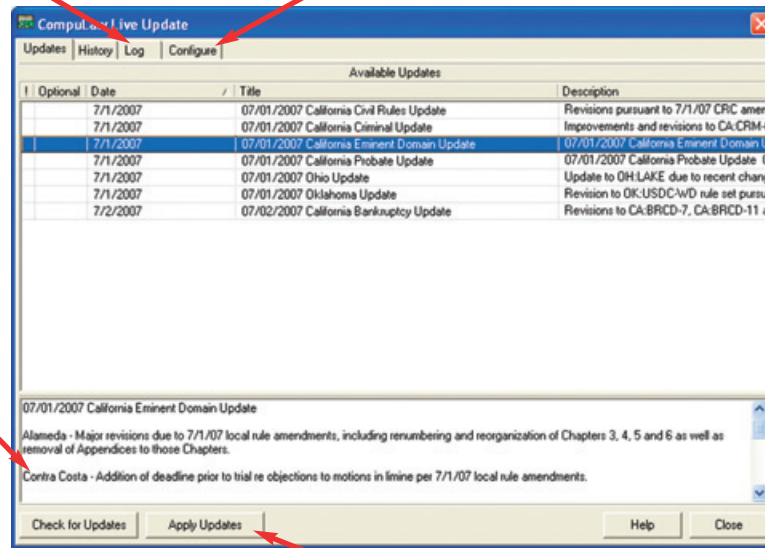 CompuLaw Live Update
Updates History Log Configure
Available Updates
! Optional Date / Title Description
7/1/2007 07/01/2007 California Civil Rules Update Revisions pursuant to 7/1/07 CRC amer
7/1/2007 07/01/2007 California Criminal Update Improvements and revisions to CA:CRM-
7/1/2007 07/01/2007 California Eminent Domain Update 07/01/2007 California Eminent Domain U
7/1/2007 07/01/2007 California Probate Update 07/01/2007 California Probate Update
7/1/2007 07/01/2007 Ohio Update Update to OH:LAKE due to recent chan
7/1/2007 07/01/2007 Oklahoma Update Revision to OK:USDC-WD rule set pursu
7/2/2007 07/02/2007 California Bankruptcy Update Revisions to CA:BRCD-7, CA:BRCD-11
07/01/2007 California Eminent Domain Update
Alameda - Major revisions due to 7/1/07 local rule amendments, including renumbering and reorganization of Chapters 3, 4, 5 and 6 as well as
removal of Appendices to those Chapters.
Contra Costa - Addition of deadline prior to trial re objections to motions in limine per 7/1/07 local rule amendments.
Check for Updates Apply Updates Help Close